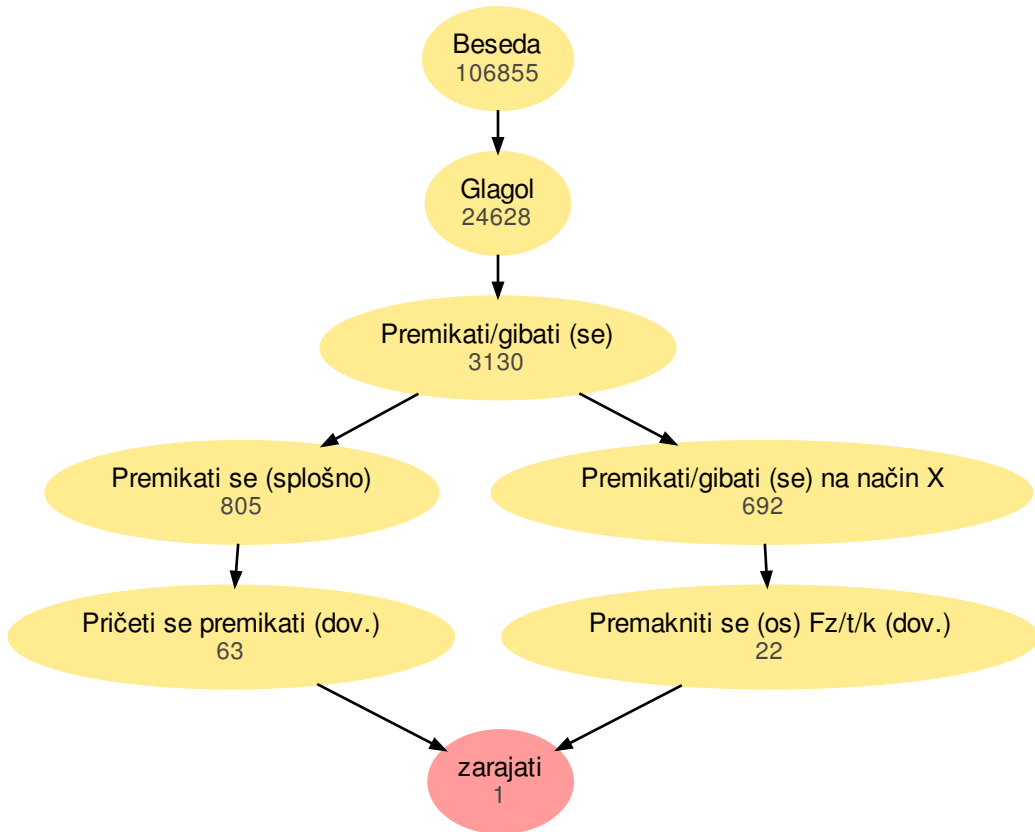 Beseda
106855
Glagol
24628
Premikati/gibati (se)
3130
Premikati se (splošno)
805
Premikati/gibati (se) na način X
692
Pričeti se premikati (dov.)
63
Premakniti se (os) Fz/t/k (dov.)
22
zarajati
1